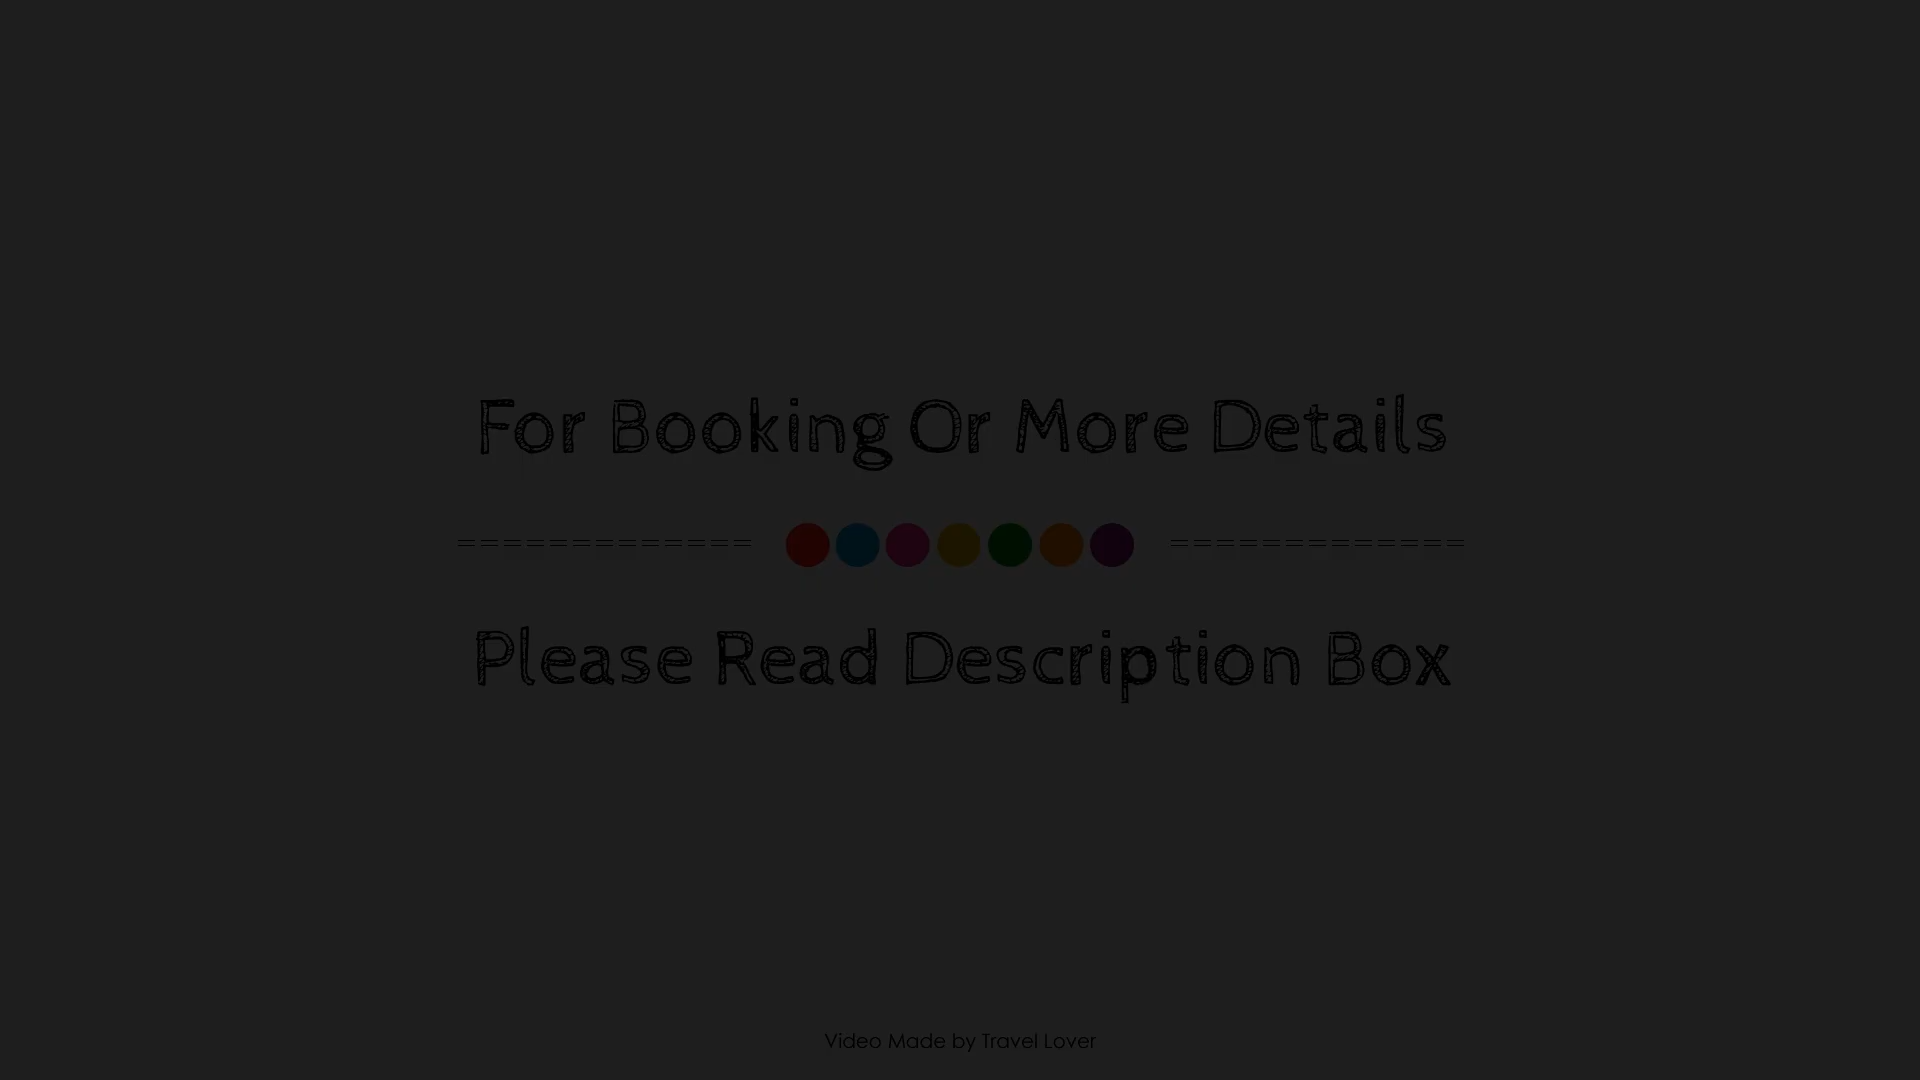 For Booking Or More Details
============= =============
Please Read Description Box
Video Made by Travel Lover